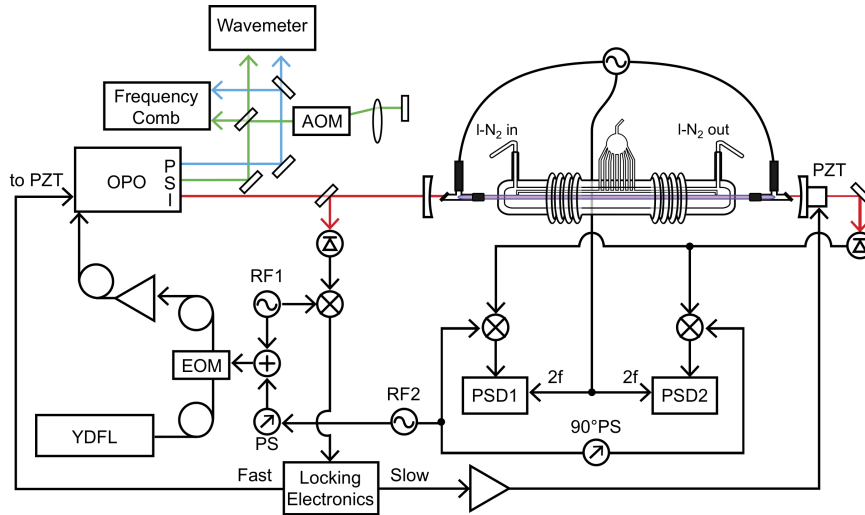 Wavemeter
Frequency
Comb
AOM
l-N2 in
l-N2 out
to PZT
OPO
P
S
I
PZT
RF1
EOM
2f
2f
PSD1
PSD2
RF2
YDFL
PS
90°PS
Fast
Locking
Electronics
Slow